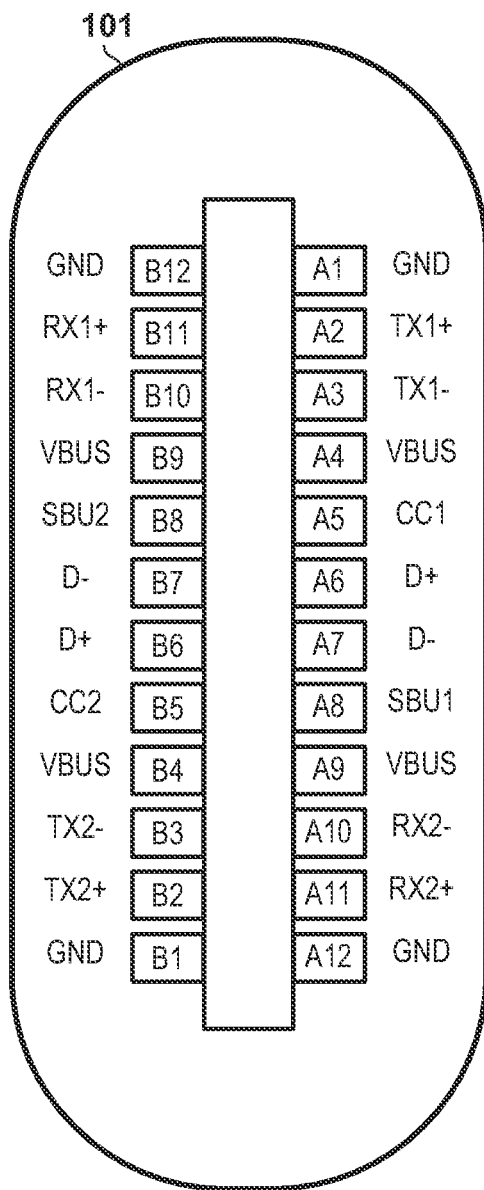 101
GND B12 A1 GND
RX1+ B11 A2 TX1+
RX1- B10 A3 TX1-
VBUS B9 A4 VBUS
SBU2 B8 A5 CC1
D- B7 A6 D+
D+ B6 A7 D-
CC2 B5 A8 SBU1
VBUS B4 A9 VBUS
TX2- B3 A10 RX2-
TX2+ B2 A11 RX2+
GND B1 A12 GND